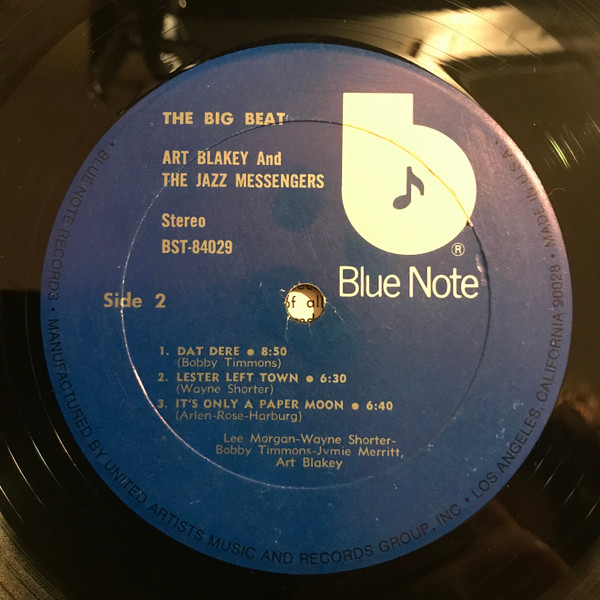 THE BIG BEAT
ART BLAKEY And
THE JAZZ MESSENGERS
Stereo
BST-84029
®
Blue Note
Side 2
of all
1. DAT DERE ● 8:50
(Bobby Timmons)
2. LESTER LEFT TOWN ● 6:30
(Wayne Shorter)
3. IT'S ONLY A PAPER MOON ● 6:40
(Arlen-Rose-Harburg)
Lee Morgan-Wayne Shorter-
Bobby Timmons-Jymie Merritt,
Art Blakey
• BLUE NOTE RECORDS • MANUFACTURED BY UNITED ARTISTS MUSIC AND RECORDS GROUP, INC • LOS ANGELES, CALIFORNIA 90028 • MADE IN U.S.A.